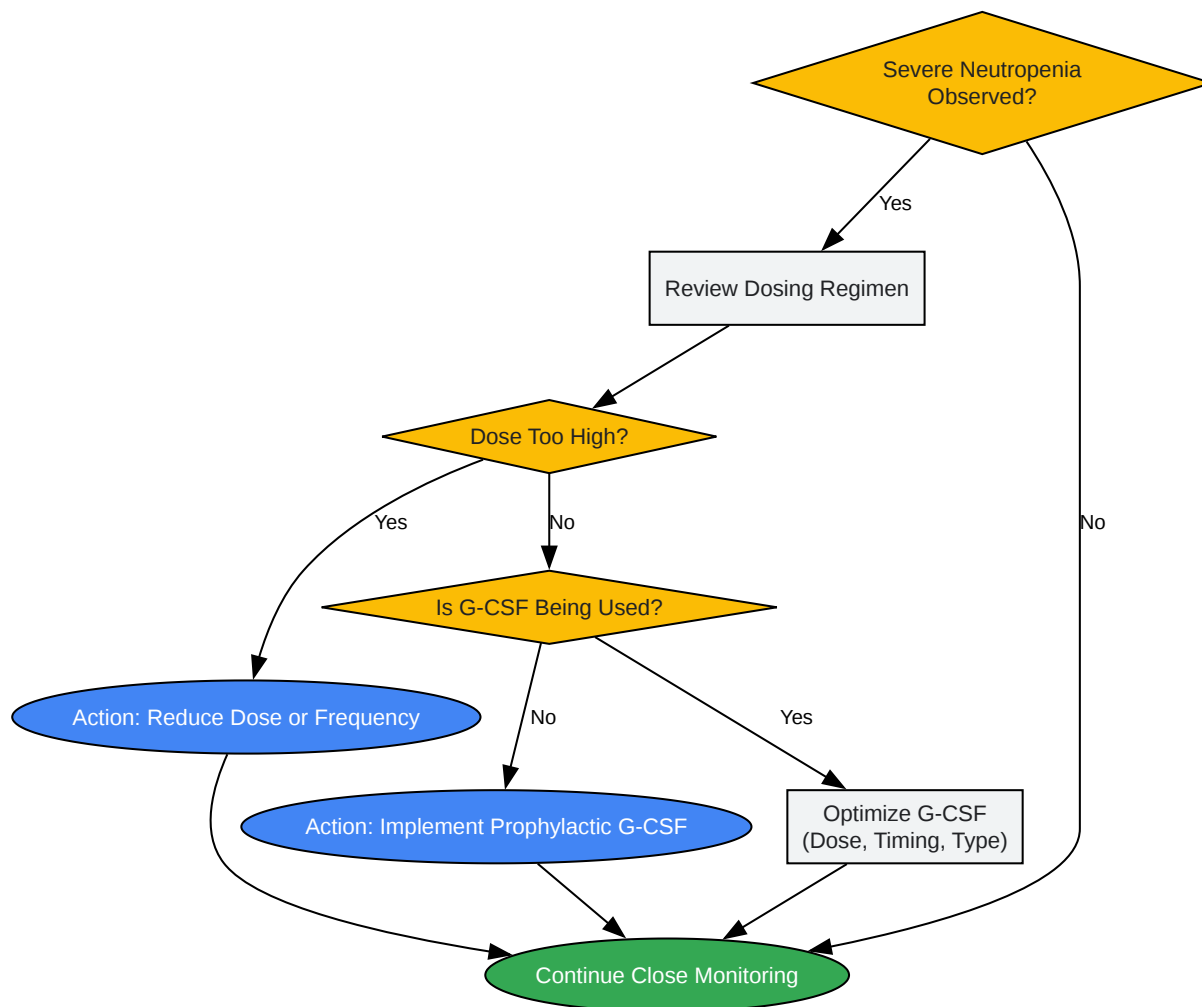 Severe Neutropenia
Observed?
Yes
Review Dosing Regimen
Dose Too High?
Yes
No
No
Is G-CSF Being Used?
Action: Reduce Dose or Frequency
No
Yes
Action: Implement Prophylactic G-CSF
Optimize G-CSF
(Dose, Timing, Type)
Continue Close Monitoring